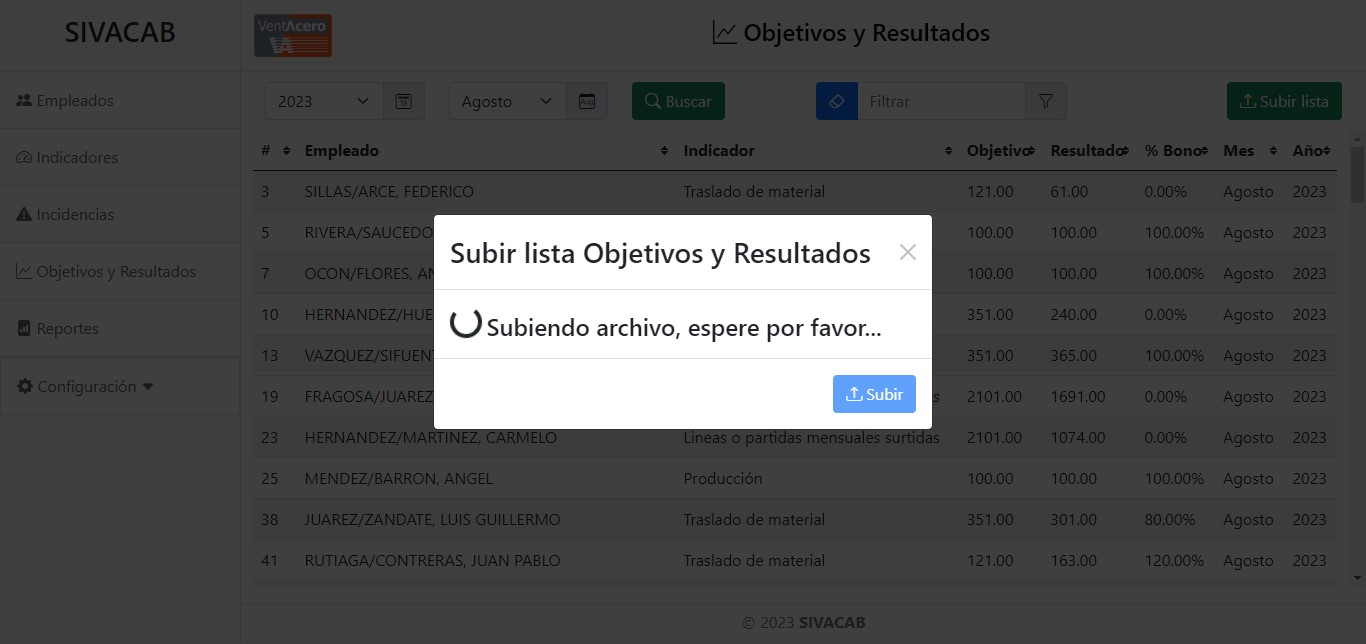 SIVACAB
VentAcero
VA
Objetivos y Resultados
Empleados
Indicadores
Incidencias
Objetivos y Resultados
Reportes
Configuración
2023 Agosto Buscar Filtrar Subir lista
# Empleado Indicador Objetivo Resultado % Bono Mes Año
3 SILLAS/ARCE, FEDERICO Traslado de material 121.00 61.00 0.00% Agosto 2023
5 RIVERA/SAUCEDO 100.00 100.00 100.00% Agosto 2023
7 OCON/FLORES, AN 100.00 100.00 100.00% Agosto 2023
10 HERNANDEZ/HUE 351.00 240.00 0.00% Agosto 2023
13 VAZQUEZ/SIFUENT 351.00 365.00 100.00% Agosto 2023
19 FRAGOSA/JUAREZ s 2101.00 1691.00 0.00% Agosto 2023
23 HERNANDEZ/MARTINEZ, CARMELO Lineas o partidas mensuales surtidas 2101.00 1074.00 0.00% Agosto 2023
25 MENDEZ/BARRON, ANGEL Producción 100.00 100.00 100.00% Agosto 2023
38 JUAREZ/ZANDATE, LUIS GUILLERMO Traslado de material 351.00 301.00 80.00% Agosto 2023
41 RUTIAGA/CONTRERAS, JUAN PABLO Traslado de material 121.00 163.00 120.00% Agosto 2023
Subir lista Objetivos y Resultados
Subiendo archivo, espere por favor...
Subir
© 2023 SIVACAB